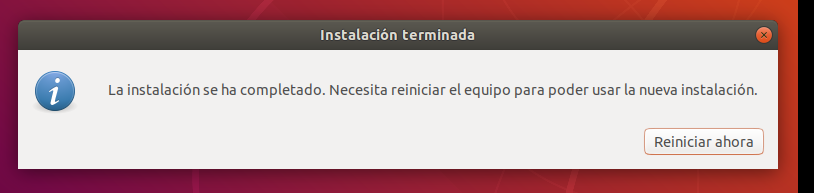 Instalación terminada
La instalación se ha completado. Necesita reiniciar el equipo para poder usar la nueva instalación.
Reiniciar ahora